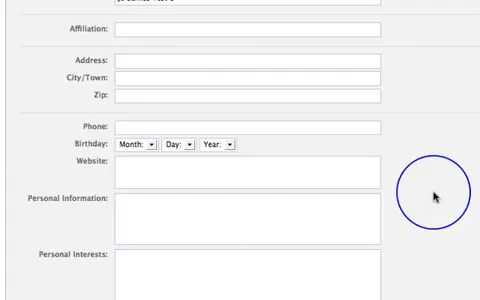 Affiliation:
Address:
City/Town:
Zip:
Phone:
Birthday: Month: Day: Year:
Website:
Personal Information:
Personal Interests: